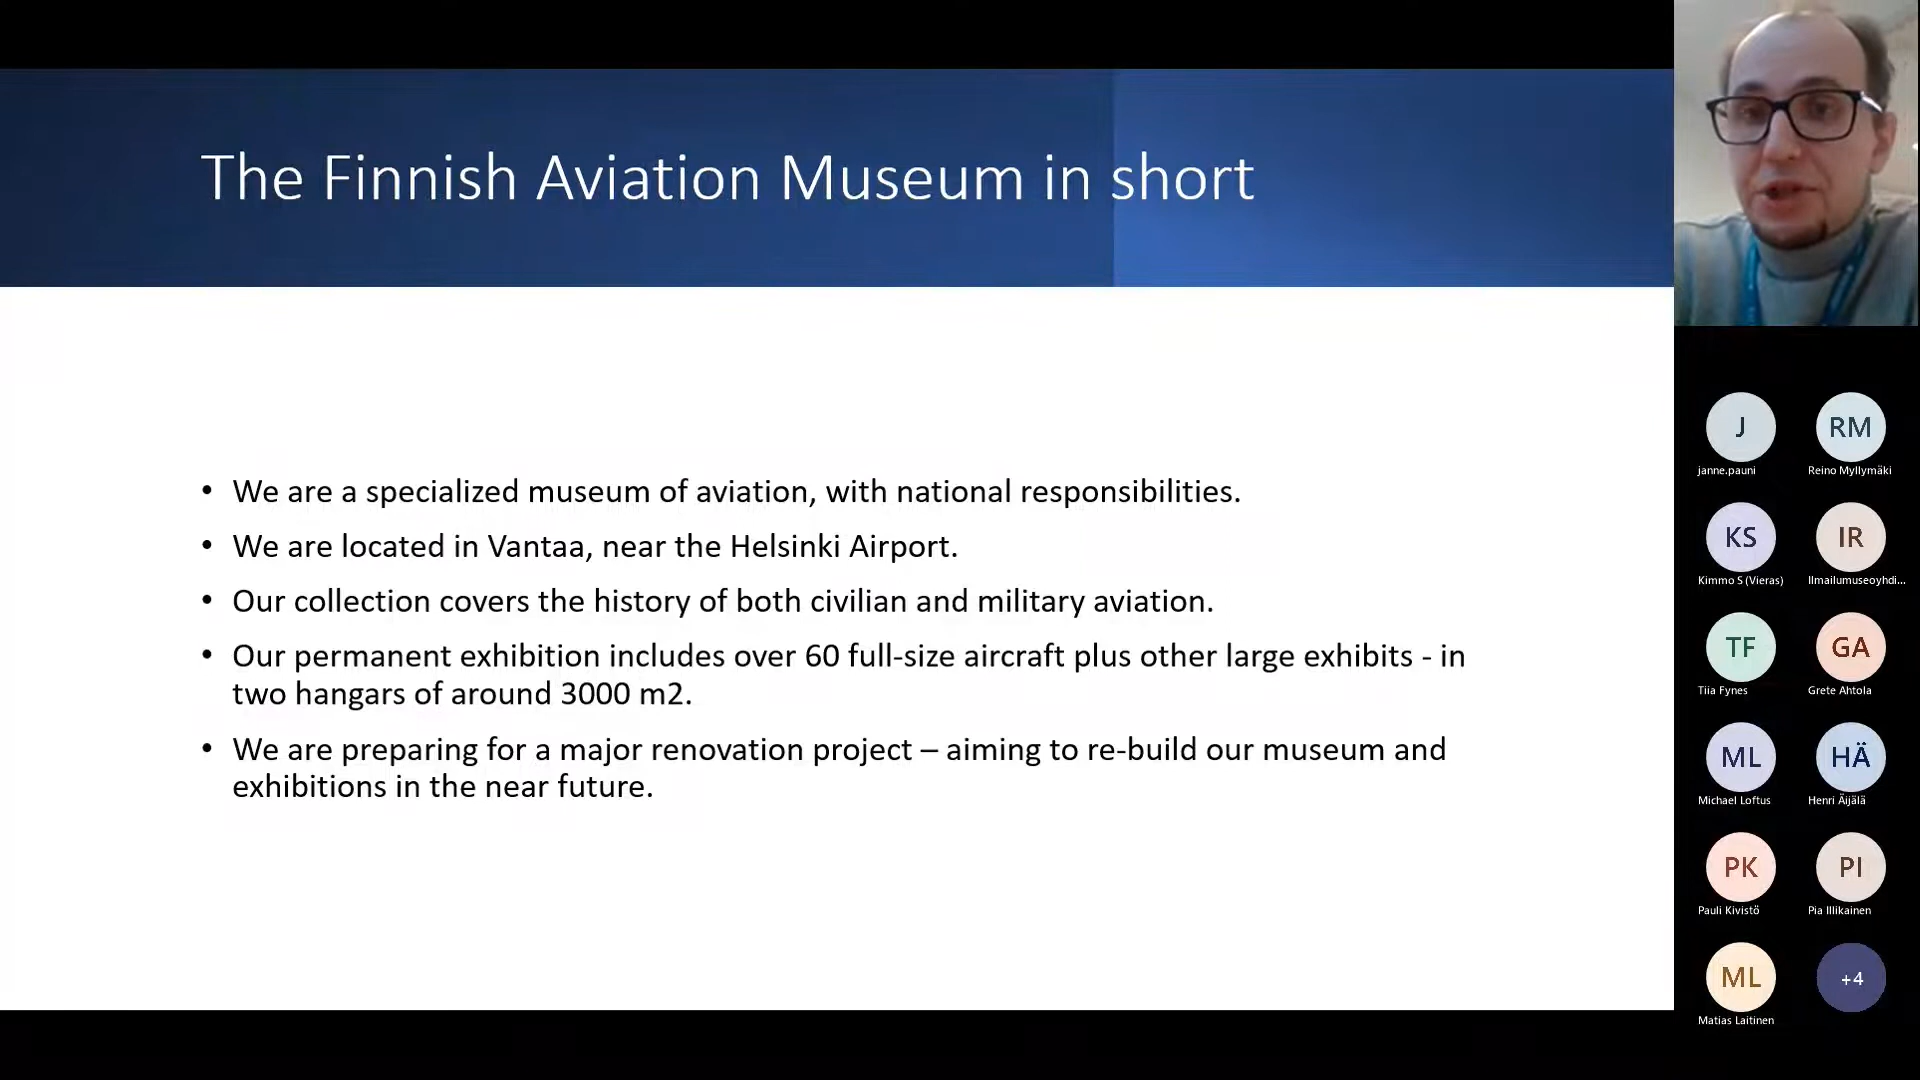 The Finnish Aviation Museum in short
• We are a specialized museum of aviation, with national responsibilities.
• We are located in Vantaa, near the Helsinki Airport.
• Our collection covers the history of both civilian and military aviation.
• Our permanent exhibition includes over 60 full-size aircraft plus other large exhibits - in
two hangars of around 3000 m2.
• We are preparing for a major renovation project – aiming to re-build our museum and
exhibitions in the near future.
J
RM
janne.pauni
Reino Myllymäki
KS
IR
Kimmo S (Vieras)
Ilmailumuseoyhdi...
TF
GA
Tiia Fynes
Grete Ahtola
ML
HÄ
Michael Loftus
Henri Äijälä
PK
PI
Pauli Kivistö
Pia Illikainen
ML
+4
Matias Laitinen